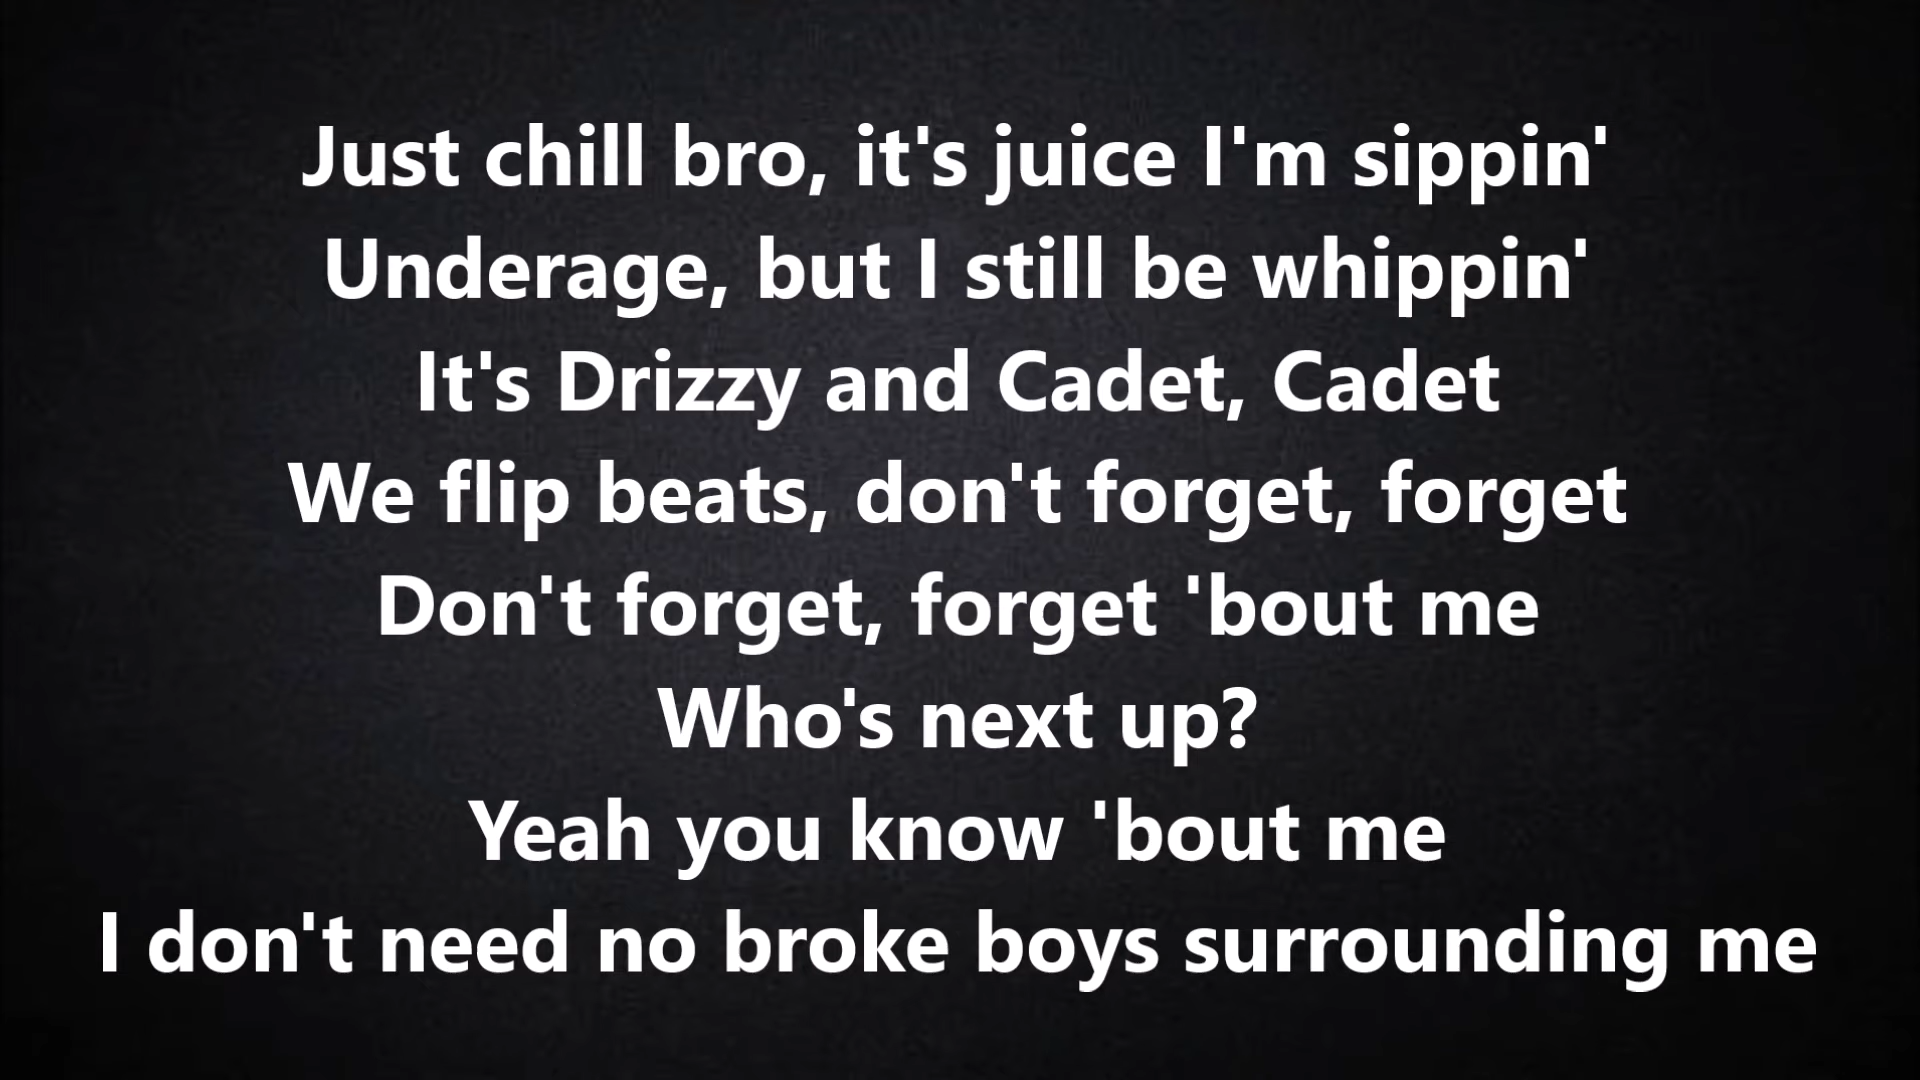 Just chill bro, it's juice I'm sippin'
Underage, but I still be whippin'
It's Drizzy and Cadet, Cadet
We flip beats, don't forget, forget
Don't forget, forget 'bout me
Who's next up?
Yeah you know 'bout me
I don't need no broke boys surrounding me